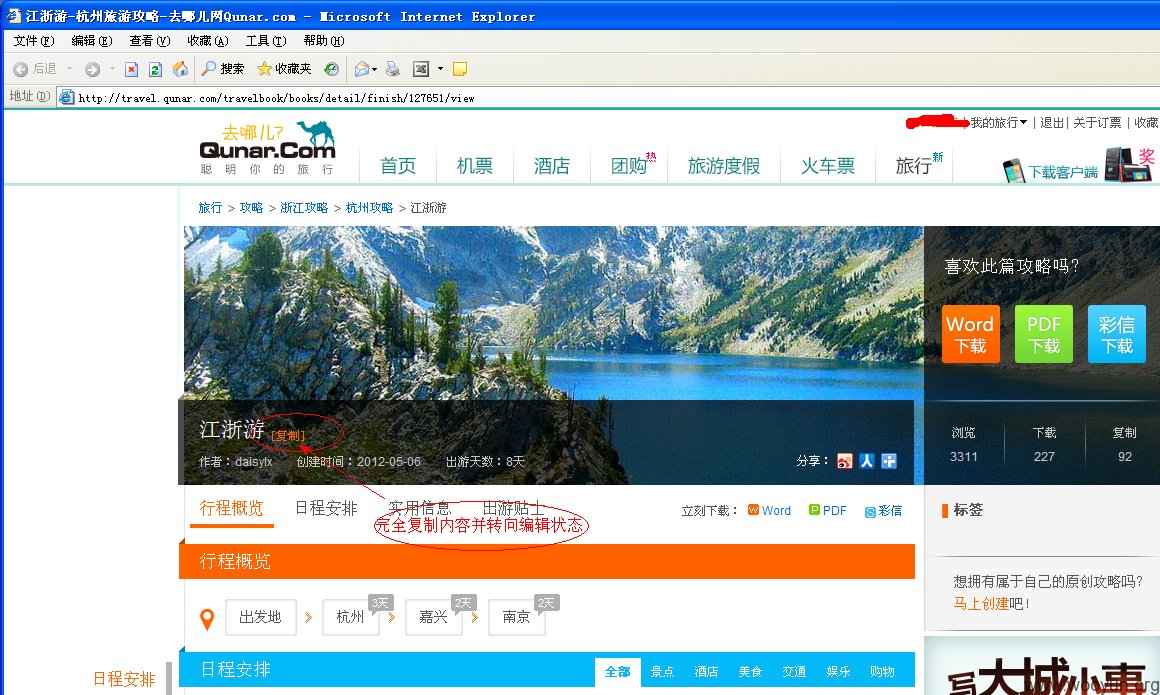 江浙游-杭州旅游攻略-去哪儿网Qunar.com - Microsoft Internet Explorer
文件(F) 编辑(E) 查看(V) 收藏(A) 工具(T) 帮助(H)
后退 搜索 收藏夹
地址(D) http://travel.qunar.com/travelbook/books/detail/finish/127651/view
我的旅行 | 退出 | 关于订票 | 收藏
去哪儿?
Qunar.Com
聪明你的旅行
首页 机票 酒店 团购 热 旅游度假 火车票 旅行 新 下载客户端 奖
旅行 > 攻略 > 浙江攻略 > 杭州攻略 > 江浙游
喜欢此篇攻略吗?
Word 下载
PDF 下载
彩信 下载
江浙游 [复制]
作者：daisylx 创建时间：2012-05-06 出游天数：8天 分享：
浏览 下载 复制
3311 227 92
行程概览 日程安排 实用信息 出游贴士 立刻下载： Word PDF 彩信
完全复制内容并转向编辑状态
标签
行程概览
想拥有属于自己的原创攻略吗?
马上创建吧!
出发地 杭州 3天 嘉兴 2天 南京 2天
日程安排 全部 景点 酒店 美食 交通 娱乐 购物
日程安排
写大城小事